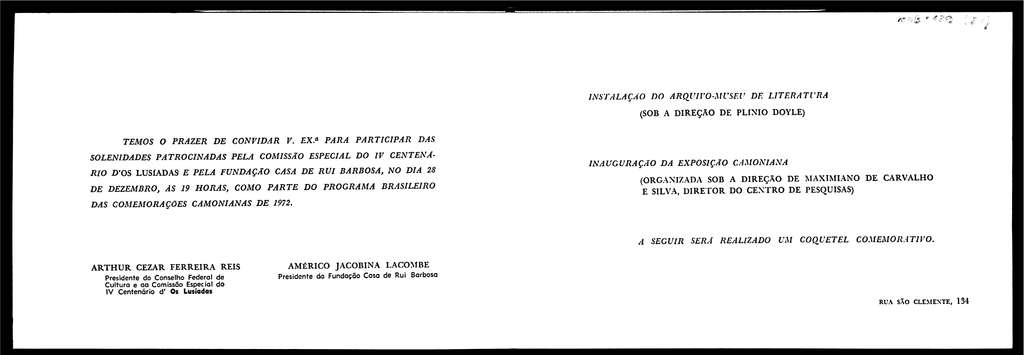 TEMOS O PRAZER DE CONVIDAR V. EX.ª PARA PARTICIPAR DAS
SOLENIDADES PATROCINADAS PELA COMISSÃO ESPECIAL DO IV CENTENÁ-
RIO D'OS LUSIADAS E PELA FUNDAÇÃO CASA DE RUI BARBOSA, NO DIA 28
DE DEZEMBRO, AS 19 HORAS, COMO PARTE DO PROGRAMA BRASILEIRO
DAS COMEMORAÇOES CAMONIANAS DE 1972.
ARTHUR CEZAR FERREIRA REIS
Presidente do Conselho Federal de
Cultura e da Comissão Especial do
IV Centenário d' Os Lusiadas
AMÉRICO JACOBINA LACOMBE
Presidente da Fundação Casa de Rui Barbosa
INSTALAÇÃO DO ARQUIVO-MUSEU DE LITERATURA
(SOB A DIREÇÃO DE PLINIO DOYLE)
INAUGURAÇÃO DA EXPOSIÇÃO CAMONIANA
(ORGANIZADA SOB A DIREÇÃO DE MAXIMIANO DE CARVALHO
E SILVA, DIRETOR DO CENTRO DE PESQUISAS)
A SEGUIR SERÁ REALIZADO UM COQUETEL COMEMORATIVO.
RUA SÃO CLEMENTE, 134